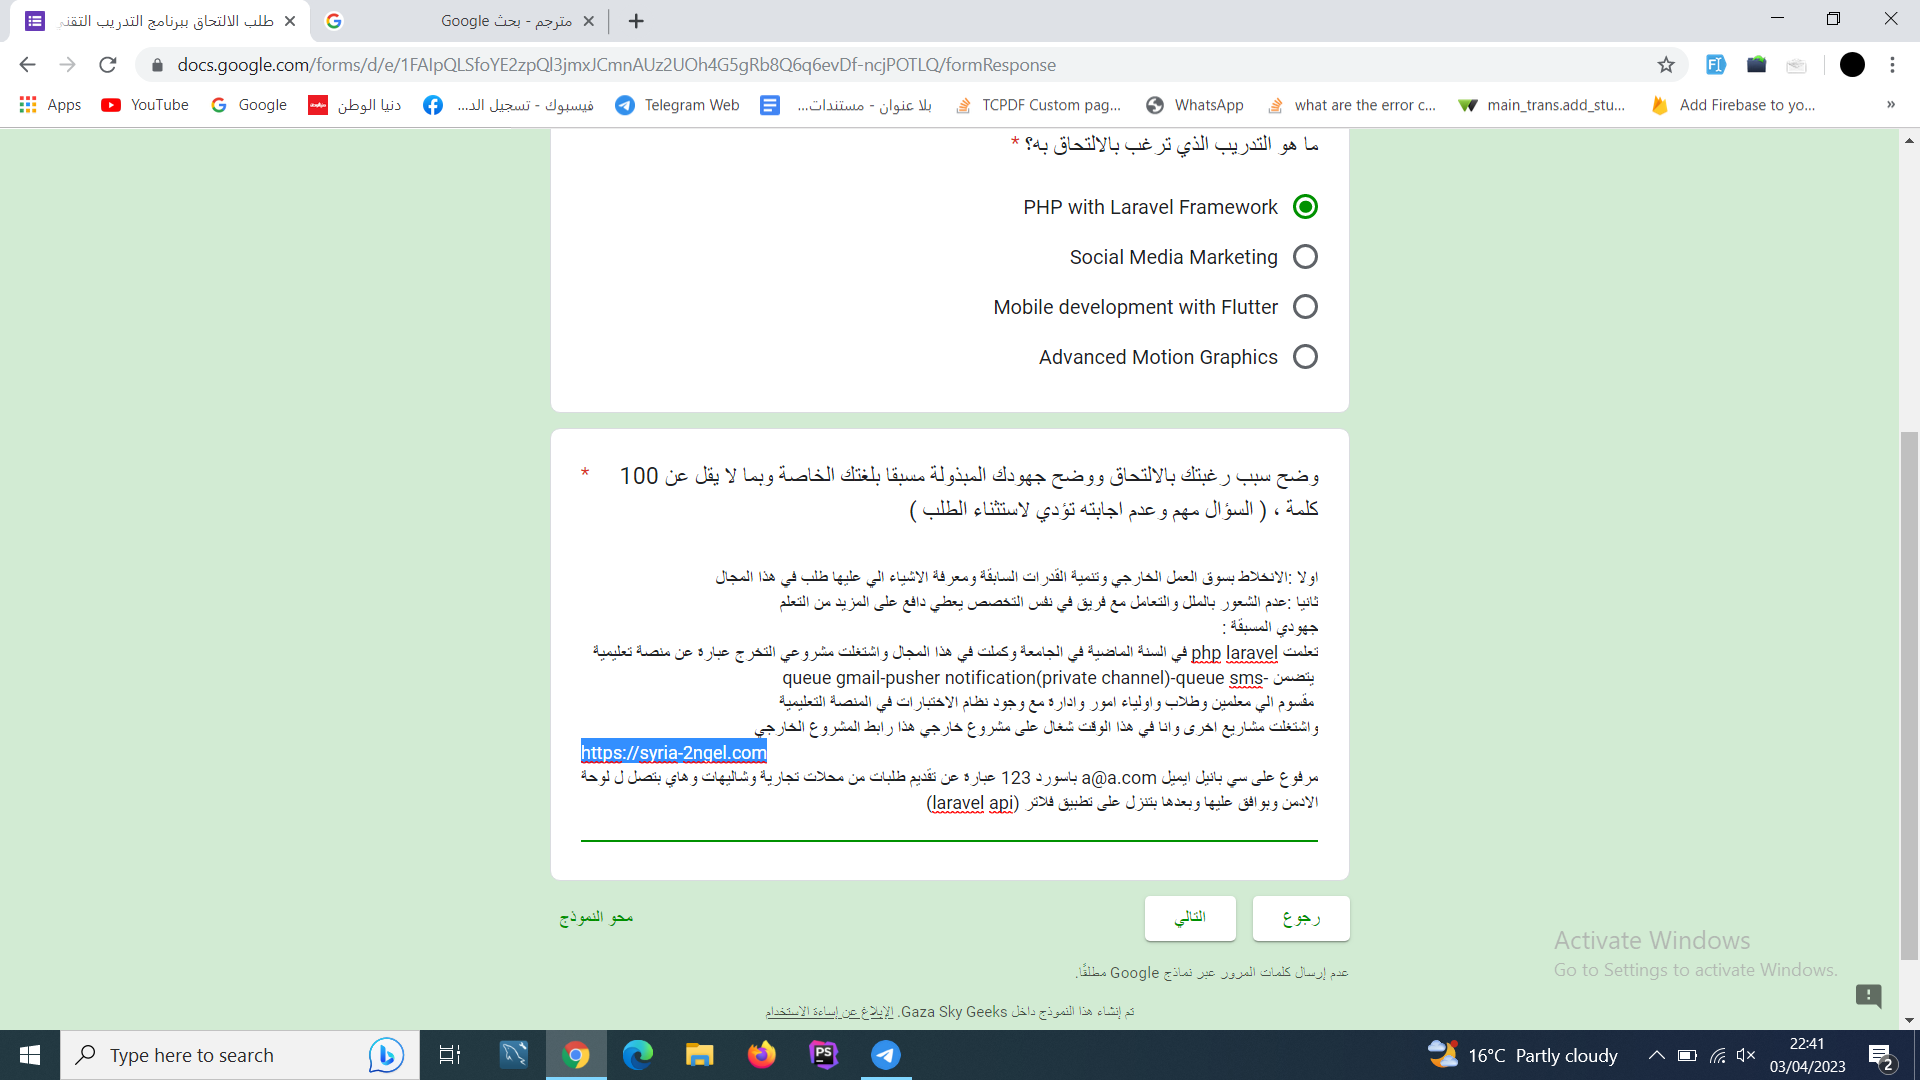 طلب الالتحاق ببرنامج التدريب التقني
مترجم - بحث Google
docs.google.com/forms/d/e/1FAIpQLSfoYE2zpQl3jmxJCmnAUz2UOh4G5gRb8Q6q6evDf-ncjPOTLQ/formResponse
Apps
YouTube
Google
دنيا الوطن
فيسبوك - تسجيل الد...
Telegram Web
بلا عنوان - مستندات...
TCPDF Custom pag...
WhatsApp
what are the error c...
main_trans.add_stu...
Add Firebase to yo...
»
ما هو التدريب الذي ترغب بالالتحاق به؟ *
PHP with Laravel Framework
Social Media Marketing
Mobile development with Flutter
Advanced Motion Graphics
وضح سبب رغبتك بالالتحاق ووضح جهودك المبذولة مسبقا بلغتك الخاصة وبما لا يقل عن 100 *
كلمة ، ( السؤال مهم وعدم اجابته تؤدي لاستثناء الطلب )
اولا :الانخلاط بسوق العمل الخارجي وتنمية القدرات السابقة ومعرفة الاشياء الي عليها طلب في هذا المجال
ثانيا :عدم الشعور بالملل والتعامل مع فريق في نفس التخصص يعطي دافع على المزيد من التعلم
جهودي المسبقة :
تعلمت php laravel في السنة الماضية في الجامعة وكملت في هذا المجال واشتغلت مشروعي التخرج عبارة عن منصة تعليمية
يتضمن -queue gmail-pusher notification(private channel)-queue sms
مقسوم الي معلمين وطلاب واولياء امور وادارة مع وجود نظام الاختبارات في المنصة التعليمية
واشتغلت مشاريع اخرى وانا في هذا الوقت شغال على مشروع خارجي هذا رابط المشروع الخارجي
https://syria-2ngel.com
مرفوع على سي بانيل ايميل a@a.com باسورد 123 عبارة عن تقديم طلبات من محلات تجارية وشاليهات وهاي بتصل ل لوحة
الادمن وبوافق عليها وبعدها بتنزل على تطبيق فلاتر (laravel api)
رجوع
التالي
محو النموذج
عدم إرسال كلمات المرور عبر نماذج Google مطلقًا.
تم إنشاء هذا النموذج داخل Gaza Sky Geeks. الإبلاغ عن إساءة الاستخدام
Activate Windows
Go to Settings to activate Windows.
Type here to search
PS
16°C Partly cloudy
22:41
03/04/2023
2